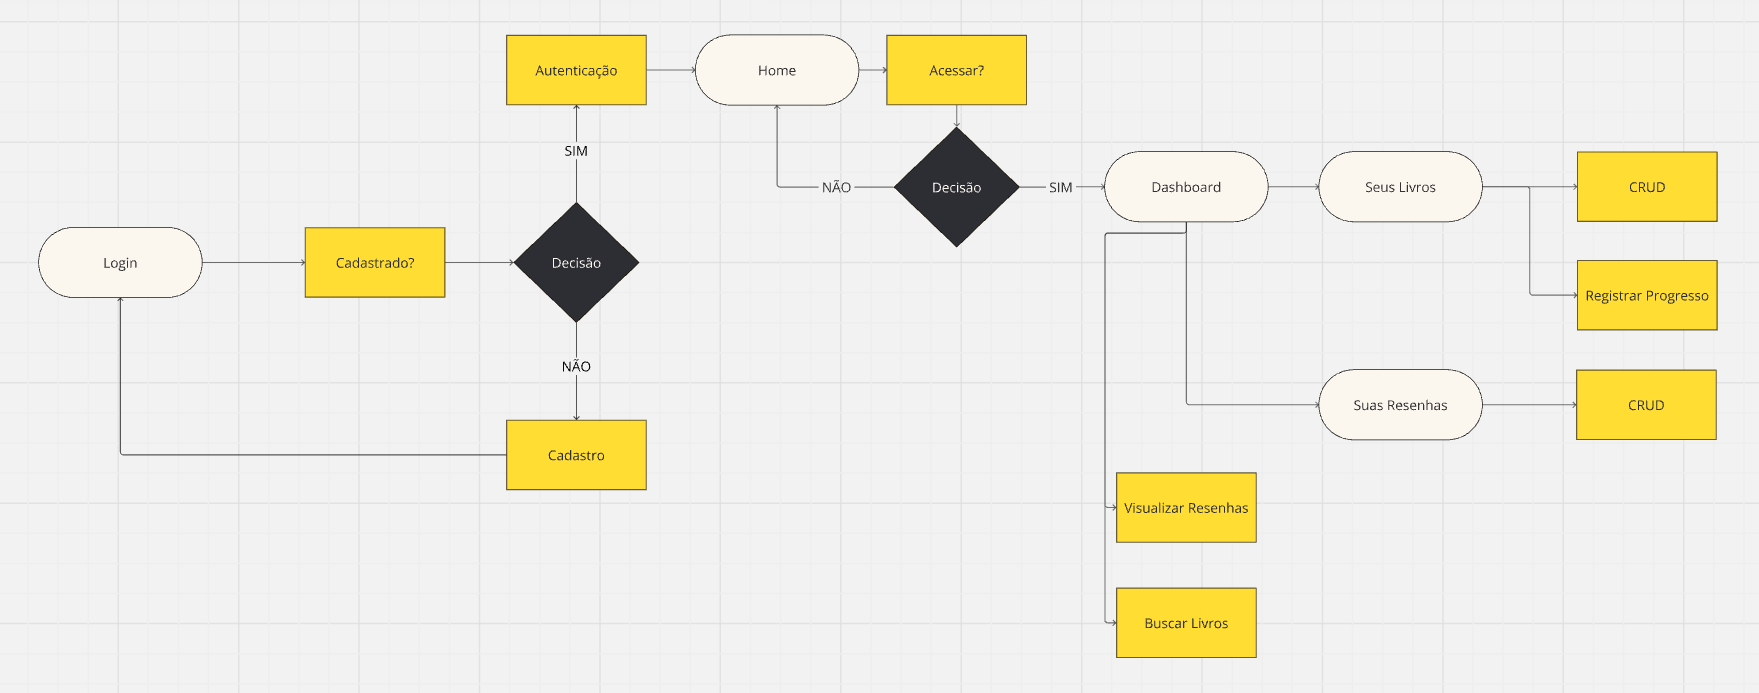 Autenticação
Home
Acessar?
SIM
NÃO
Decisão
SIM
Dashboard
Seus Livros
CRUD
Login
Cadastrado?
Decisão
Registrar Progresso
NÃO
Suas Resenhas
CRUD
Cadastro
Visualizar Resenhas
Buscar Livros